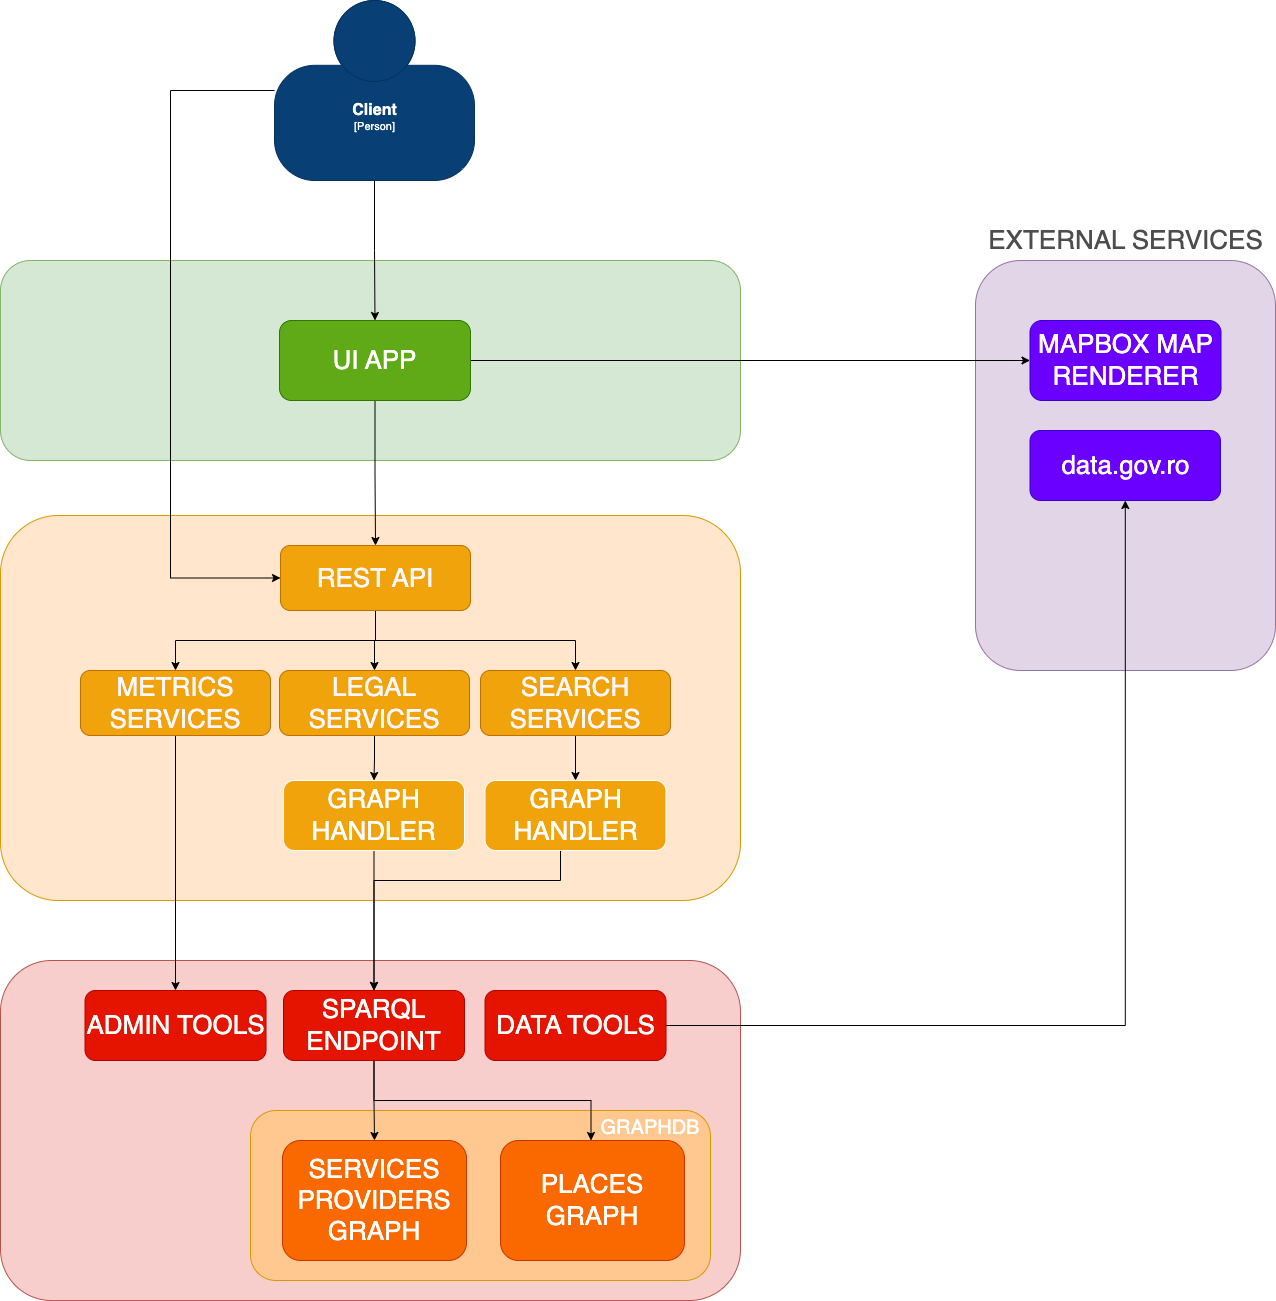 Client
[Person]
EXTERNAL SERVICES
UI APP
MAPBOX MAP
RENDERER
data.gov.ro
REST API
METRICS
SERVICES
LEGAL
SERVICES
SEARCH
SERVICES
GRAPH
HANDLER
GRAPH
HANDLER
ADMIN TOOLS
SPARQL
ENDPOINT
DATA TOOLS
GRAPHDB
SERVICES
PROVIDERS
GRAPH
PLACES
GRAPH